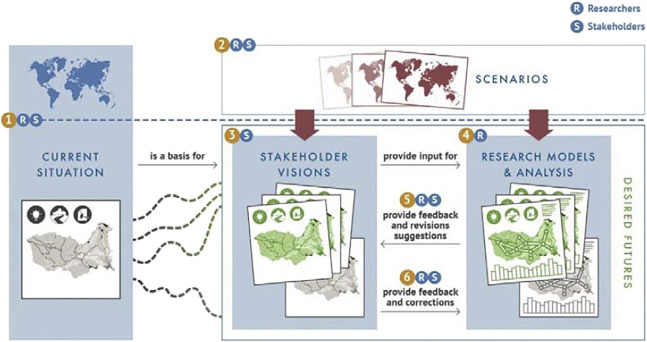 R Researchers
S Stakeholders
2 R S
SCENARIOS
1 R S
CURRENT
SITUATION
is a basis for
3 S
STAKEHOLDER
VISIONS
provide input for
4 R
RESEARCH MODELS
& ANALYSIS
5 R S
provide feedback
and revisions
suggestions
6 R S
provide feedback
and corrections
DESIRED FUTURES